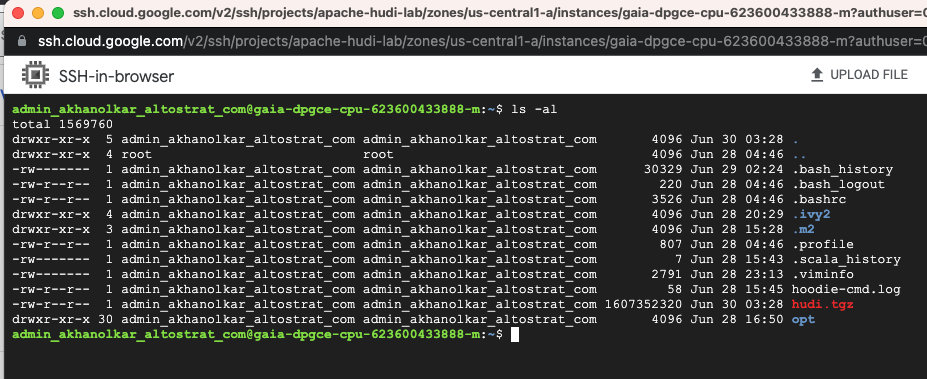 ssh.cloud.google.com/v2/ssh/projects/apache-hudi-lab/zones/us-central1-a/instances/gaia-dpgce-cpu-623600433888-m?authuser=0
ssh.cloud.google.com/v2/ssh/projects/apache-hudi-lab/zones/us-central1-a/instances/gaia-dpgce-cpu-623600433888-m?authuser=0
SSH-in-browser
UPLOAD FILE
admin_akhanolkar_altostrat_com@gaia-dpgce-cpu-623600433888-m:~$ ls -al
total 1569760
drwxr-xr-x 5 admin_akhanolkar_altostrat_com admin_akhanolkar_altostrat_com 4096 Jun 30 03:28 .
drwxr-xr-x 4 root root 4096 Jun 28 04:46 ..
-rw------- 1 admin_akhanolkar_altostrat_com admin_akhanolkar_altostrat_com 30329 Jun 29 02:24 .bash_history
-rw-r--r-- 1 admin_akhanolkar_altostrat_com admin_akhanolkar_altostrat_com 220 Jun 28 04:46 .bash_logout
-rw-r--r-- 1 admin_akhanolkar_altostrat_com admin_akhanolkar_altostrat_com 3526 Jun 28 04:46 .bashrc
drwxr-xr-x 4 admin_akhanolkar_altostrat_com admin_akhanolkar_altostrat_com 4096 Jun 28 20:29 .ivy2
drwxr-xr-x 3 admin_akhanolkar_altostrat_com admin_akhanolkar_altostrat_com 4096 Jun 28 15:28 .m2
-rw-r--r-- 1 admin_akhanolkar_altostrat_com admin_akhanolkar_altostrat_com 807 Jun 28 04:46 .profile
-rw------- 1 admin_akhanolkar_altostrat_com admin_akhanolkar_altostrat_com 7 Jun 28 15:43 .scala_history
-rw------- 1 admin_akhanolkar_altostrat_com admin_akhanolkar_altostrat_com 2791 Jun 28 23:13 .viminfo
-rw-r--r-- 1 admin_akhanolkar_altostrat_com admin_akhanolkar_altostrat_com 58 Jun 28 15:45 hoodie-cmd.log
-rw-r--r-- 1 admin_akhanolkar_altostrat_com admin_akhanolkar_altostrat_com 1607352320 Jun 30 03:28 hudi.tgz
drwxr-xr-x 30 admin_akhanolkar_altostrat_com admin_akhanolkar_altostrat_com 4096 Jun 28 16:50 opt
admin_akhanolkar_altostrat_com@gaia-dpgce-cpu-623600433888-m:~$